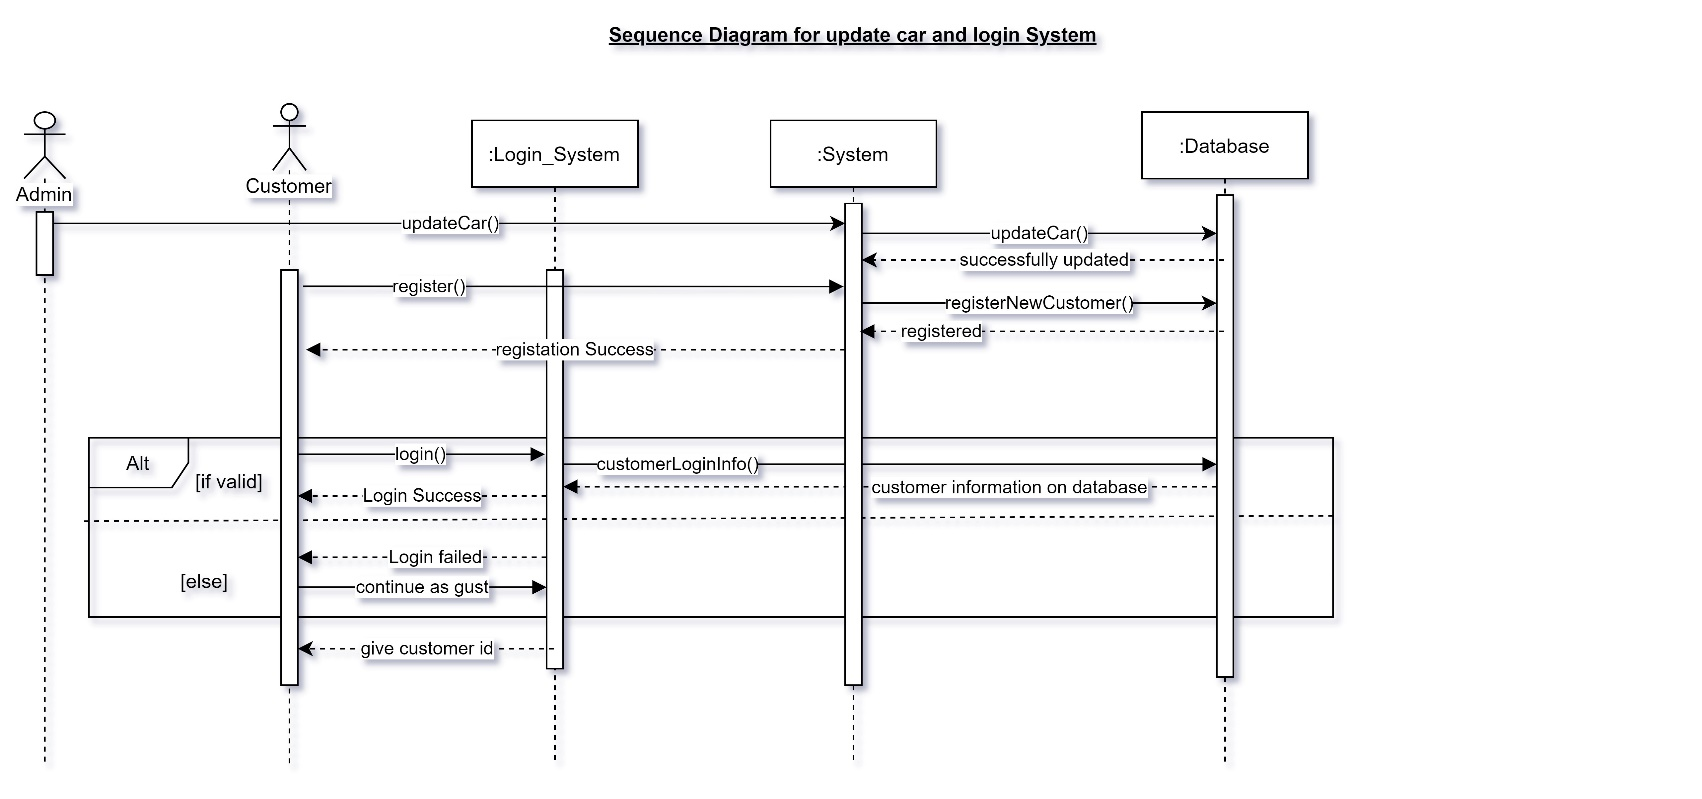 Sequence Diagram for update car and login System
Admin
Customer
:Login_System
:System
:Database
updateCar()
updateCar()
successfully updated
register()
registerNewCustomer()
registered
registation Success
Alt
[if valid]
login()
customerLoginInfo()
customer information on database
Login Success
Login failed
[else]
continue as gust
give customer id